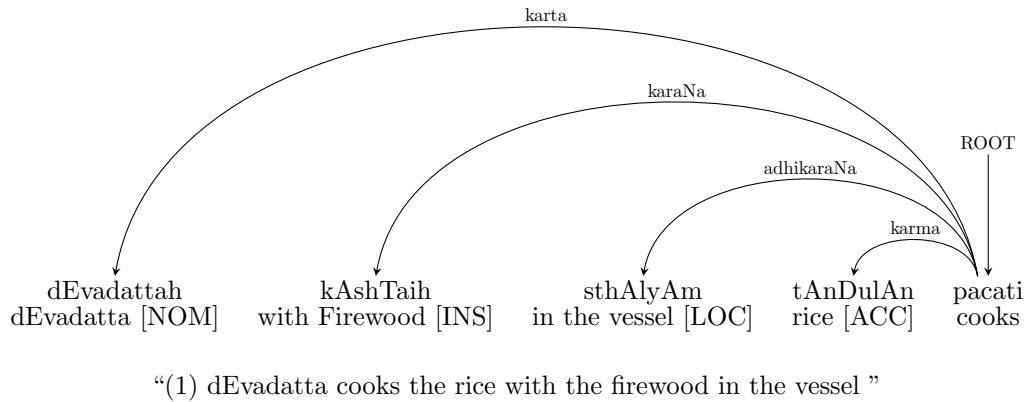 karta
karaNa
ROOT
adhikaraNa
karma
dEvadattah kAshTaih sthAlyAm tAnDulAn pacati
dEvadatta [NOM] with Firewood [INS] in the vessel [LOC] rice [ACC] cooks
“(1) dEvadatta cooks the rice with the firewood in the vessel ”